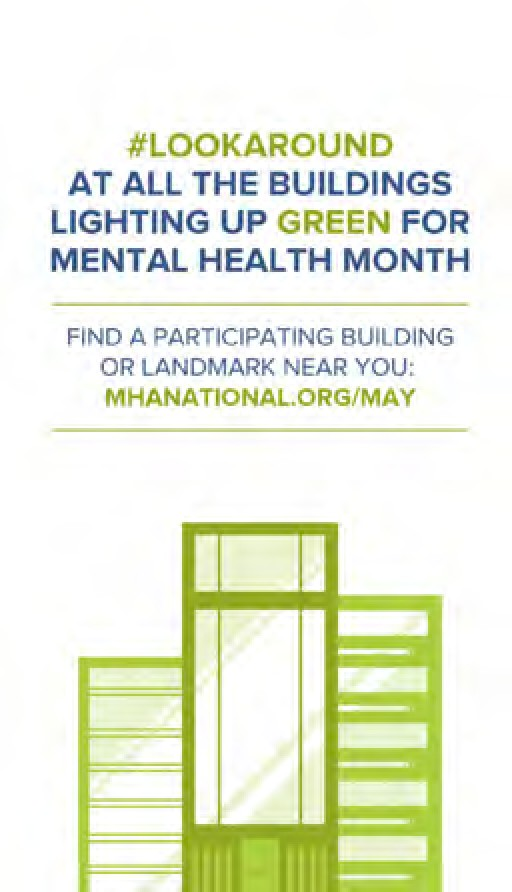 #LOOKAROUND
AT ALL THE BUILDINGS
LIGHTING UP GREEN FOR
MENTAL HEALTH MONTH
FIND A PARTICIPATING BUILDING
OR LANDMARK NEAR YOU:
MHANATIONAL.ORG/MAY